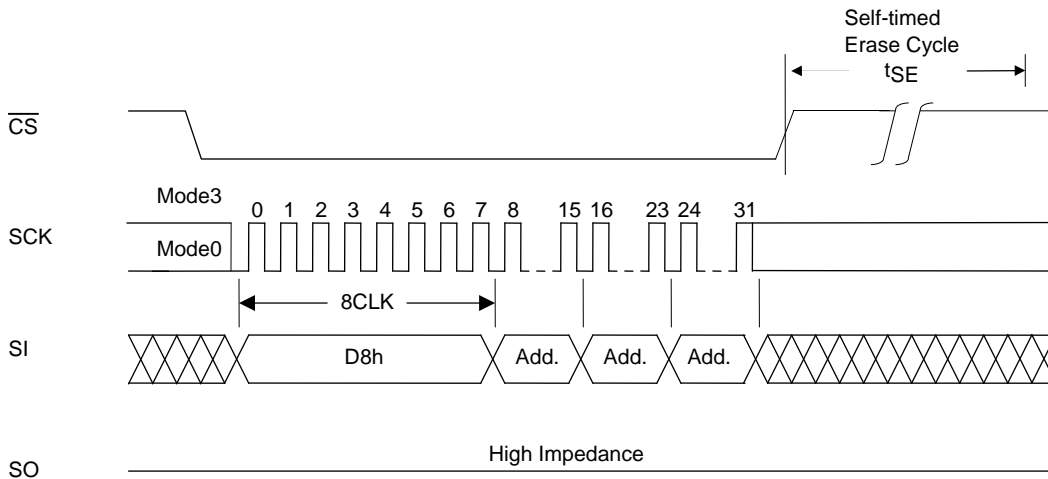 Self-timed
Erase Cycle
tSE
CS
Mode3
0 1 2 3 4 5 6 7 8 15 16 23 24 31
SCK
Mode0
8CLK
SI
D8h Add. Add. Add.
High Impedance
SO